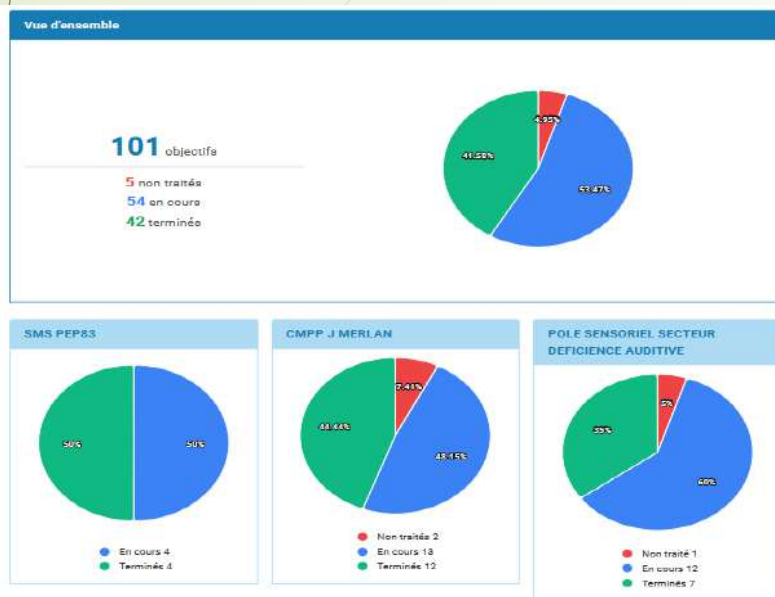 Vue d'ensemble
101 objectifs
5 non traités
54 en cours
42 terminés
4.95%
53.47%
41.58%
SMS PEP83
50%
50%
En cours 4
Terminés 4
CMPP J MERLAN
7.41%
48.15%
44.44%
Non traités 2
En cours 13
Terminés 12
POLE SENSORIEL SECTEUR
DEFICIENCE AUDITIVE
5%
60%
35%
Non traité 1
En cours 12
Terminés 7